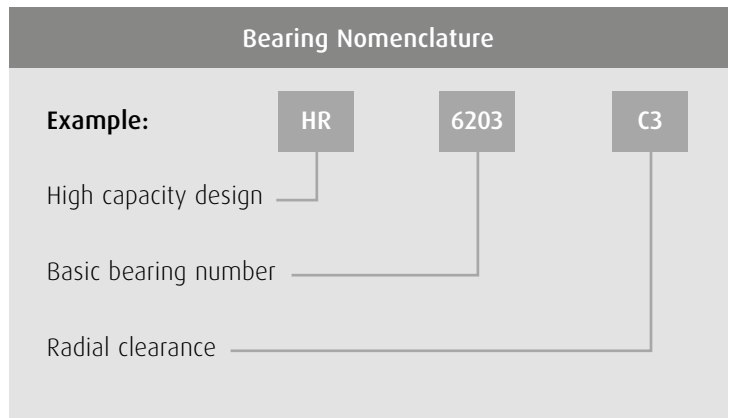 Bearing Nomenclature
Example: HR 6203 C3
High capacity design
Basic bearing number
Radial clearance